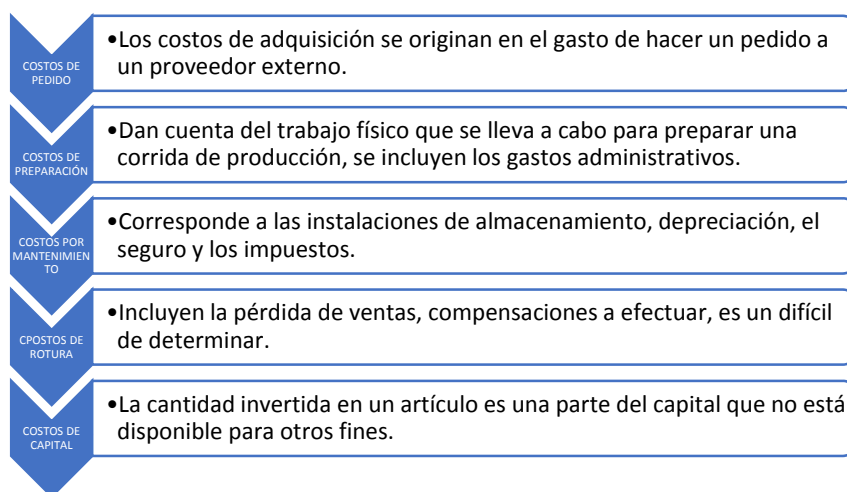 COSTOS DE
PEDIDO
•Los costos de adquisición se originan en el gasto de hacer un pedido a
un proveedor externo.
COSTOS DE
PREPARACIÓN
•Dan cuenta del trabajo físico que se lleva a cabo para preparar una
corrida de producción, se incluyen los gastos administrativos.
COSTOS POR
MANTENIMIEN
TO
•Corresponde a las instalaciones de almacenamiento, depreciación, el
seguro y los impuestos.
CPOSTOS DE
ROTURA
•Incluyen la pérdida de ventas, compensaciones a efectuar, es un difícil
de determinar.
COSTOS DE
CAPITAL
•La cantidad invertida en un artículo es una parte del capital que no está
disponible para otros fines.